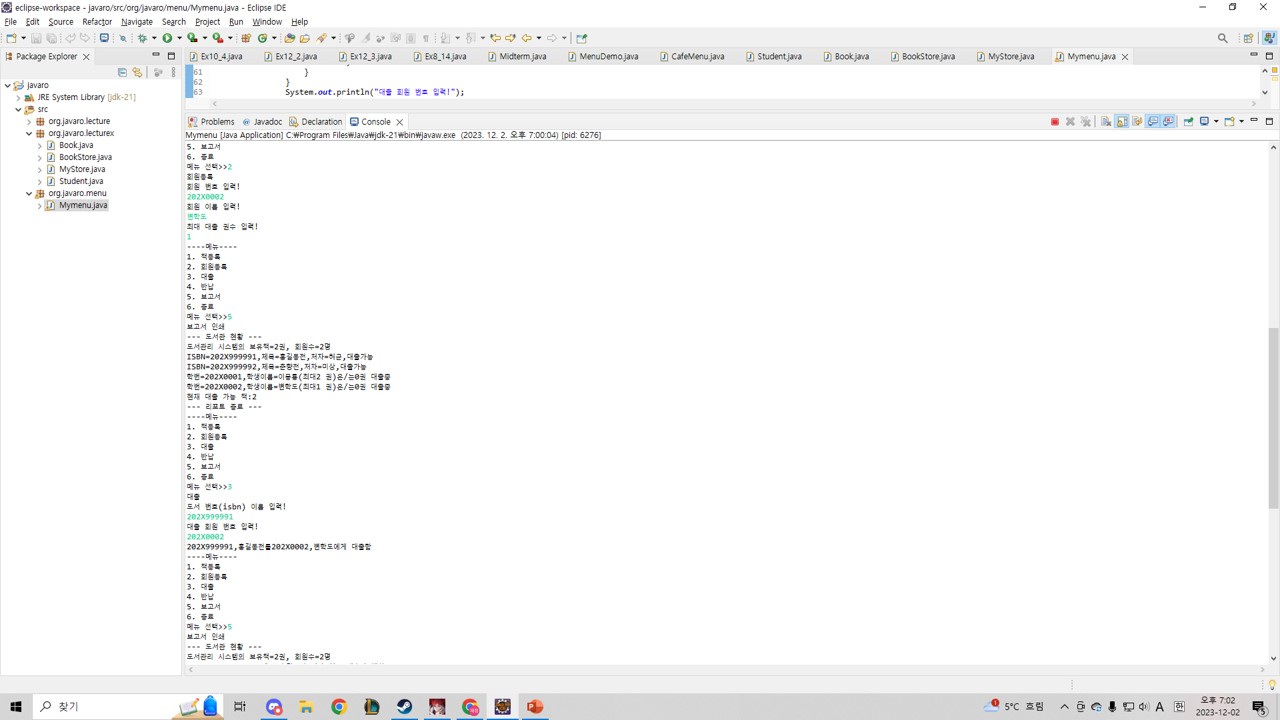 eclipse-workspace - javaro/src/org/javaro/menu/Mymenu.java - Eclipse IDE
File Edit Source Refactor Navigate Search Project Run Window Help
Package Explorer
Ex10_4.java Ex12_2.java Ex12_3.java Ex8_14.java Midterm.java MenuDemo.java CafeMenu.java Student.java Book.java BookStore.java MyStore.java Mymenu.java
javaro
JRE System Library [jdk-21]
src
org.javaro.lecture
org.javaro.lecturex
Book.java
BookStore.java
MyStore.java
Student.java
org.javaro.menu
Mymenu.java
61 }
62 }
63 System.out.println("대출 회원 번호 입력!");
Problems Javadoc Declaration Console
Mymenu [Java Application] C:₩Program Files₩Java₩jdk-21₩bin₩javaw.exe (2023. 12. 2. 오후 7:00:04) [pid: 6276]
5. 보고서
6. 종료
메뉴 선택>>2
회원등록
회원 번호 입력!
202X0002
회원 이름 입력!
변학도
최대 대출 권수 입력!
1
----메뉴----
1. 책등록
2. 회원등록
3. 대출
4. 반납
5. 보고서
6. 종료
메뉴 선택>>5
보고서 인쇄
--- 도서관 현황 ---
도서관리 시스템의 보유책=2권, 회원수=2명
ISBN=202X999991,제목=홍길동전,저자=허균,대출가능
ISBN=202X999992,제목=춘향전,저자=미상,대출가능
학번=202X0001,학생이름=이몽룡(최대2 권)은/는0권 대출중
학번=202X0002,학생이름=변학도(최대1 권)은/는0권 대출중
현재 대출 가능 책:2
--- 리포트 종료 ---
----메뉴----
1. 책등록
2. 회원등록
3. 대출
4. 반납
5. 보고서
6. 종료
메뉴 선택>>3
대출
도서 번호(isbn) 이름 입력!
202X999991
대출 회원 번호 입력!
202X0002
202X999991,홍길동전를202X0002,변학도에게 대출함
----메뉴----
1. 책등록
2. 회원등록
3. 대출
4. 반납
5. 보고서
6. 종료
메뉴 선택>>5
보고서 인쇄
--- 도서관 현황 ---
도서관리 시스템의 보유책=2권, 회원수=2명
찾기
5°C 흐림
A 한
오후 7:02
2023-12-02